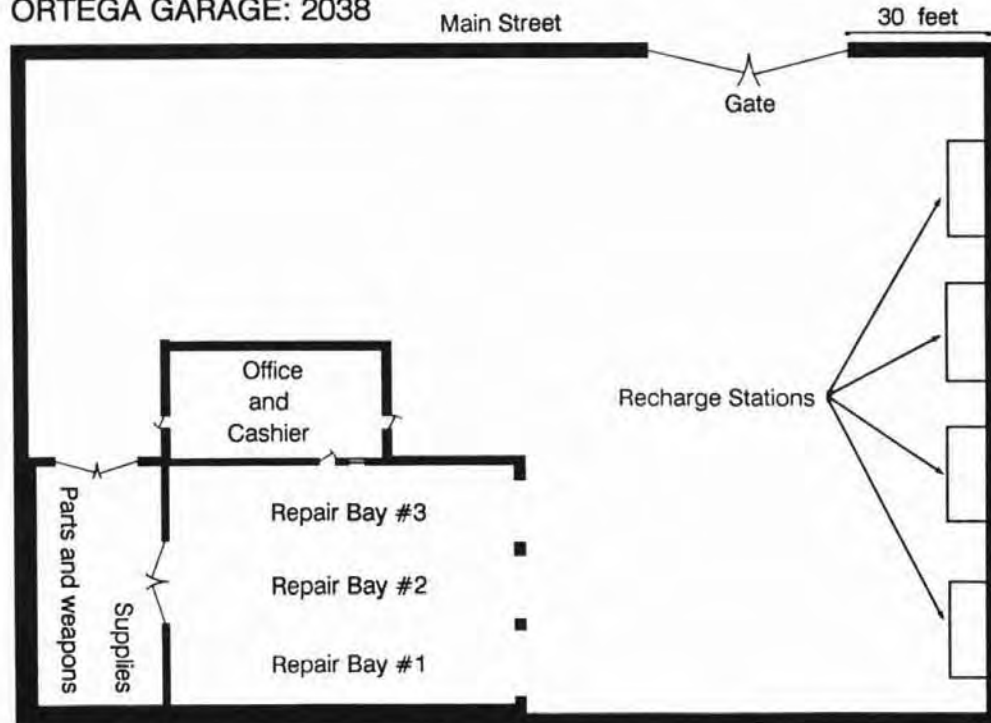 ORTEGA GARAGE: 2038
Main Street
30 feet
Gate
Office
and
Cashier
Recharge Stations
Repair Bay #3
Repair Bay #2
Repair Bay #1
Parts and weapons
Supplies